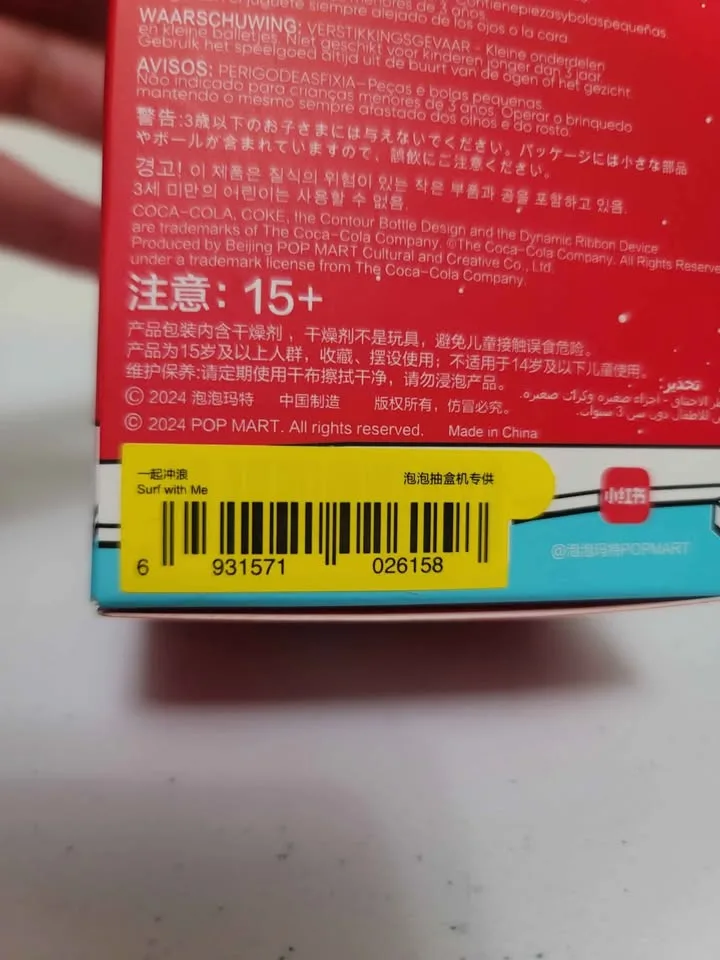 menores de 3 años. Contienepiezasybolaspequeñas.
juguete siempre alejado de los ojos o la cara.
WAARSCHUWING: VERSTIKKINGSGEVAAR - Kleine onderdelen
en kleine balletjes. Niet geschikt voor kinderen jonger dan 3 jaar.
Gebruik het speelgoed altijd uit de buurt van de ogen of het gezicht.
AVISOS: PERIGODEASFIXIA-Peças e bolas pequenas.
Não indicado para crianças menores de 3 anos. Operar o brinquedo
mantendo o mesmo sempre afastado dos olhos e do rosto.
警告:3歳以下のお子さまには与えないでください。パッケージには小さな部品
やボールが含まれていますので、誤飲にご注意ください。
경고! 이 제품은 질식의 위험이 있는 작은 부품과 공을 포함하고 있음.
3세 미만의 어린이는 사용할 수 없음.
COCA-COLA, COKE, the Contour Bottle Design and the Dynamic Ribbon Device
are trademarks of The Coca-Cola Company. ©The Coca-Cola Company. All Rights Reserve
Produced by Beijing POP MART Cultural and Creative Co., Ltd.
under a trademark license from The Coca-Cola Company.
注意: 15+
产品包装内含干燥剂,干燥剂不是玩具,避免儿童接触误食危险。
产品为15岁及以上人群,收藏、摆设使用;不适用于14岁及以下儿童使用。
维护保养:请定期使用干布擦拭干净,请勿浸泡产品。
تحذير:
الاختناق - أجزاء صغيرة وكرات صغيرة.
للأطفال دون سن 3 سنوات.
© 2024 泡泡玛特 中国制造 版权所有,仿冒必究。
© 2024 POP MART. All rights reserved. Made in China
一起冲浪
Surf with Me
泡泡抽盒机专供
6 931571 026158
小红书
@泡泡玛特POPMART